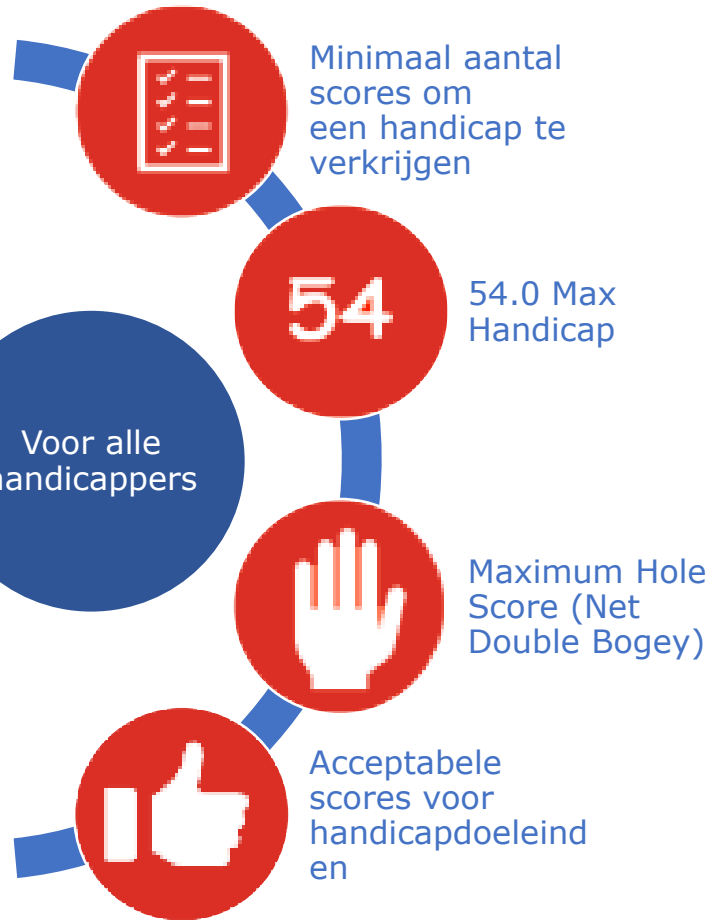 Minimaal aantal
scores om
een handicap te
verkrijgen
54
54.0 Max
Handicap
Voor alle
handicappers
Maximum Hole
Score (Net
Double Bogey)
Acceptabele
scores voor
handicapdoeleind
en